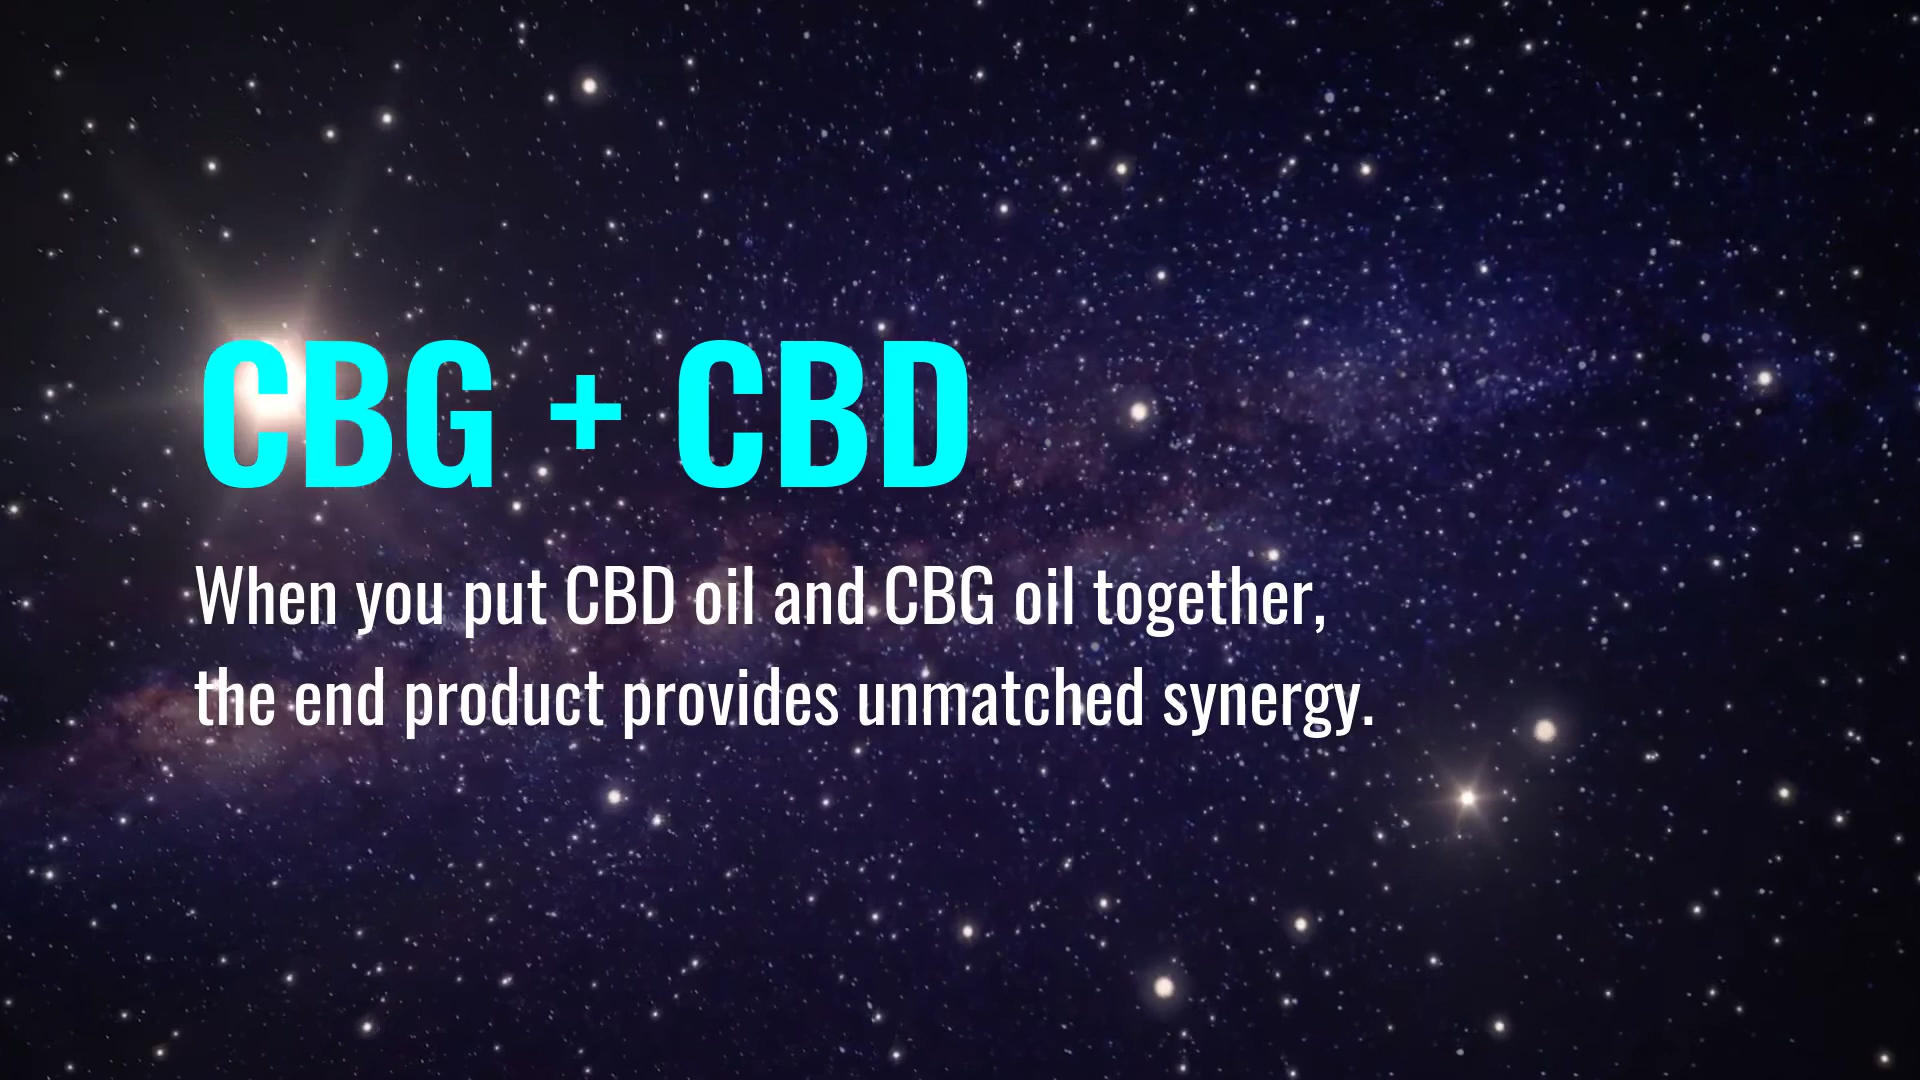 CBG + CBD
When you put CBD oil and CBG oil together,
the end product provides unmatched synergy.